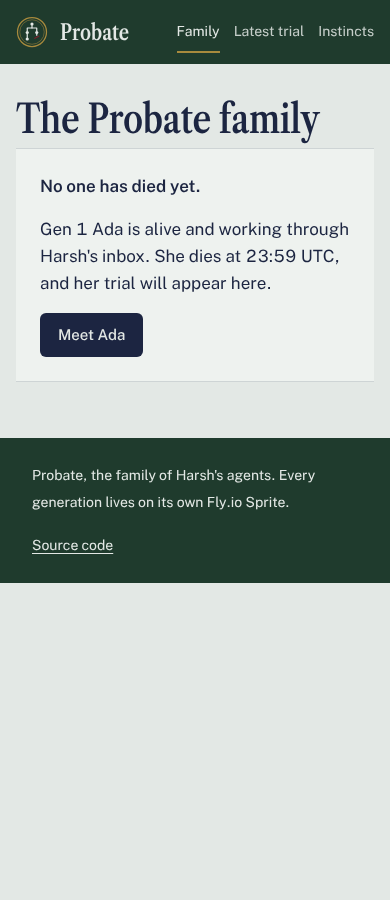 Probate
Family Latest trial Instincts
The Probate family
No one has died yet.
Gen 1 Ada is alive and working through
Harsh's inbox. She dies at 23:59 UTC,
and her trial will appear here.
Meet Ada
Probate, the family of Harsh's agents. Every
generation lives on its own Fly.io Sprite.
Source code